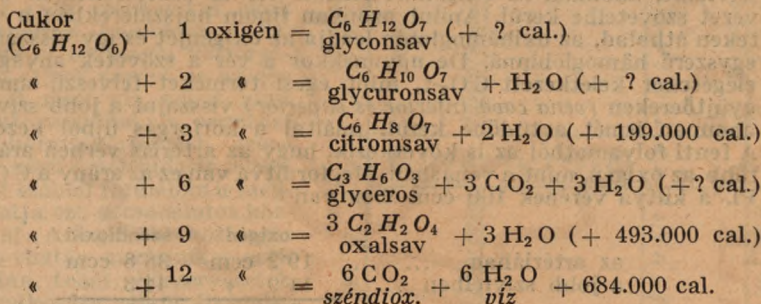 Cukor
(C6 H12 O6) + 1 oxigén = C6 H12 O7 (+ ? cal.)
glyconsav
« + 2 « = C6 H10 O7 + H2O (+ ? cal.)
glycuronsav
« + 3 « = C6 H8 O7 + 2 H2O (+ 199.000 cal.)
citromsav
« + 6 « = C3 H6 O3 + 3 C O2 + 3 H2O (+? cal.)
glyceros
« + 9 « = 3 C2 H2 O4 + 3 H2O (+ 493.000 cal.)
oxalsav
« + 12 « = 6 CO2 + 6 H2O + 684.000 cal.
széndiox. víz